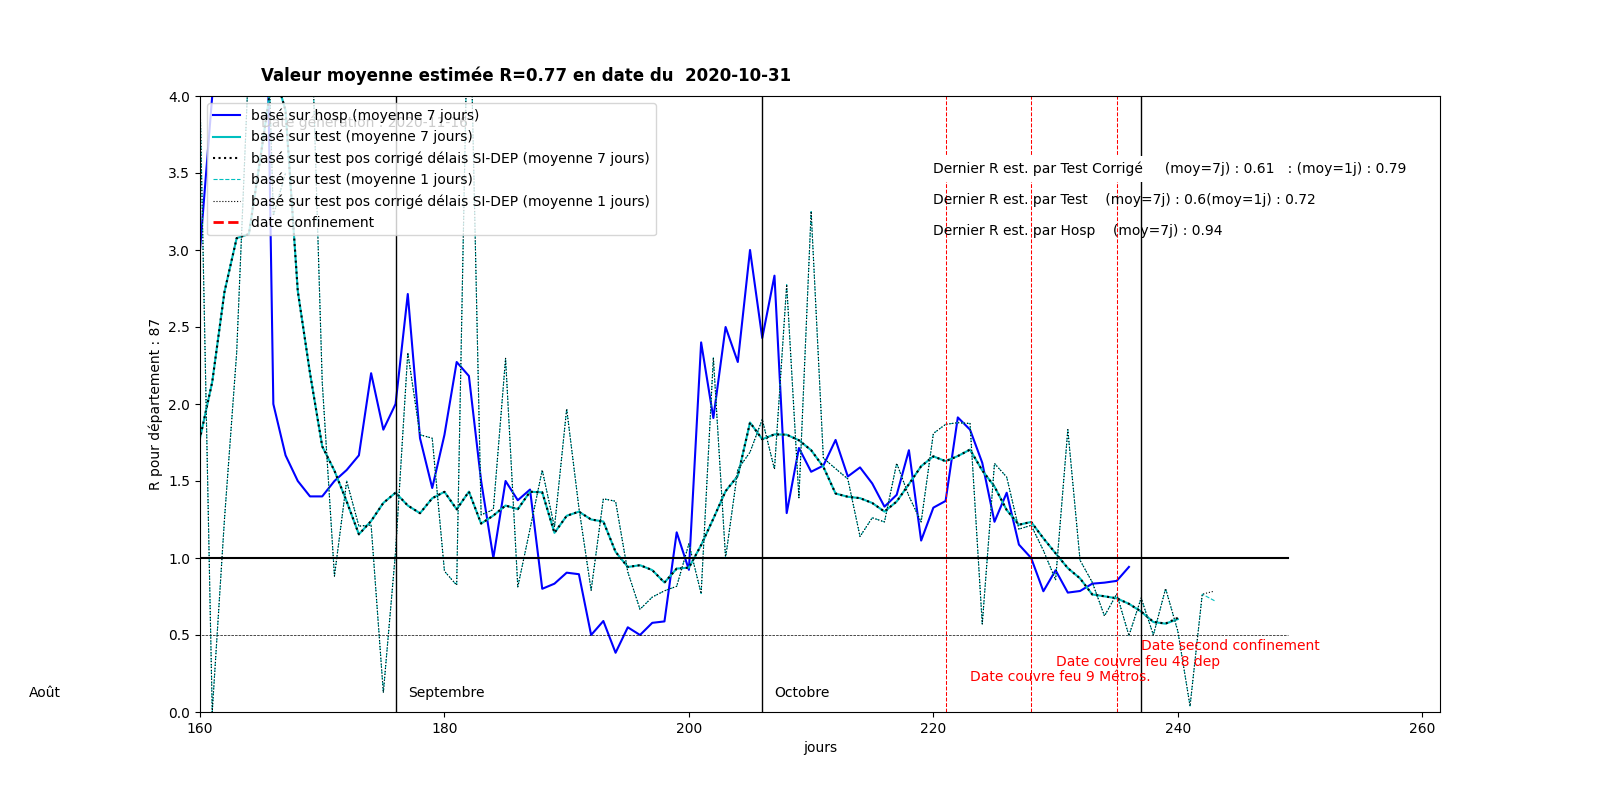 Valeur moyenne estimée R=0.77 en date du  2020-10-31
4.0
3.5
3.0
2.5
2.0
1.5
1.0
0.5
0.0
R pour département : 87
basé sur hosp (moyenne 7 jours)
basé sur test (moyenne 7 jours)
basé sur test pos corrigé délais SI-DEP (moyenne 7 jours)
basé sur test (moyenne 1 jours)
basé sur test pos corrigé délais SI-DEP (moyenne 1 jours)
date confinement
Dernier R est. par Test Corrigé     (moy=7j) : 0.61   : (moy=1j) : 0.79
Dernier R est. par Test    (moy=7j) : 0.6(moy=1j) : 0.72
Dernier R est. par Hosp    (moy=7j) : 0.94
Date second confinement
Date couvre feu 48 dep
Date couvre feu 9 Métros.
Août
Septembre
Octobre
160
180
200
220
240
260
jours